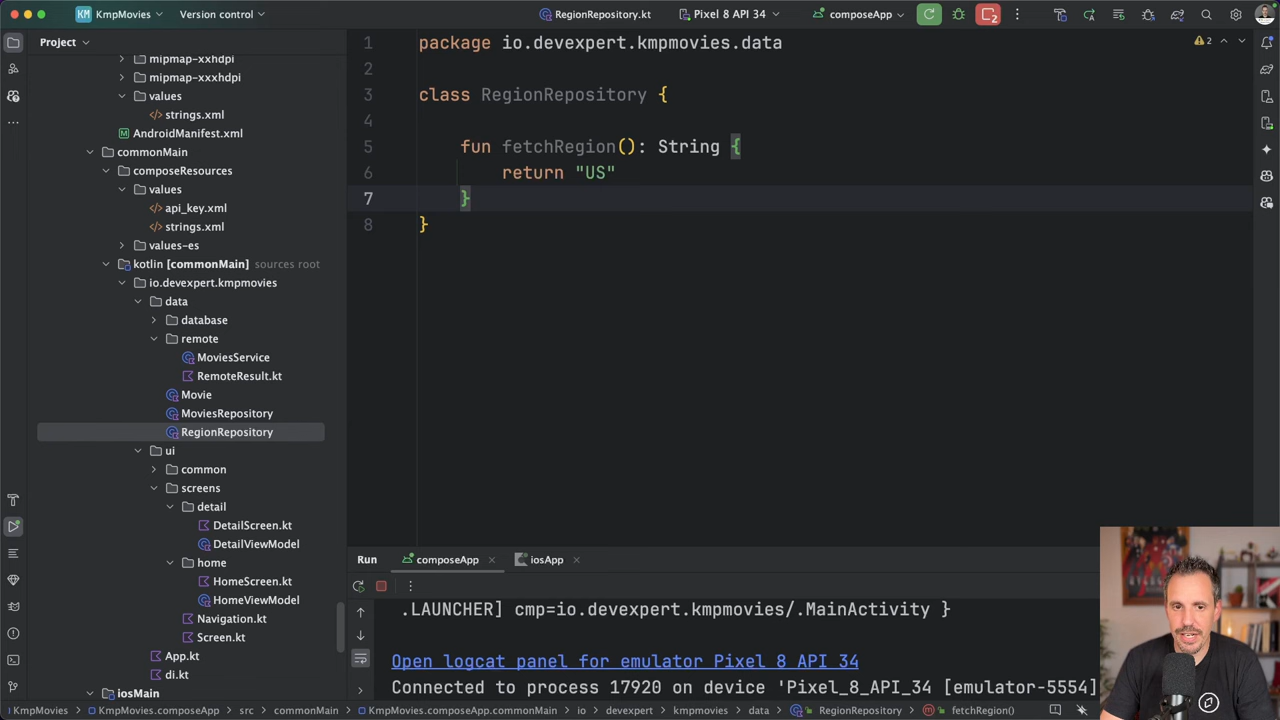 KM KmpMovies Version control RegionRepository.kt Pixel 8 API 34 composeApp 2
Project
mipmap-xxhdpi
mipmap-xxxhdpi
values
</> strings.xml
M AndroidManifest.xml
commonMain
composeResources
values
</> api_key.xml
</> strings.xml
values-es
kotlin [commonMain] sources root
io.devexpert.kmpmovies
data
database
remote
MoviesService
RemoteResult.kt
Movie
MoviesRepository
RegionRepository
ui
common
screens
detail
DetailScreen.kt
DetailViewModel
home
HomeScreen.kt
HomeViewModel
Navigation.kt
Screen.kt
App.kt
di.kt
iosMain
1 package io.devexpert.kmpmovies.data
2
3 class RegionRepository {
4
5 fun fetchRegion(): String {
6 return "US"
7 }
8 }
2
Run composeApp iosApp
.LAUNCHER] cmp=io.devexpert.kmpmovies/.MainActivity }
Open logcat panel for emulator Pixel 8 API 34
Connected to process 17920 on device 'Pixel_8_API_34 [emulator-5554]
KmpMovies KmpMovies.composeApp src commonMain KmpMovies.composeApp.commonMain io devexpert kmpmovies data RegionRepository fetchRegion()